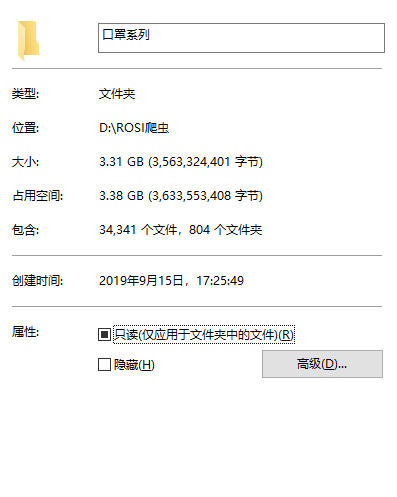 口罩系列
类型: 文件夹
位置: D:\ROSI爬虫
大小: 3.31 GB (3,563,324,401 字节)
占用空间: 3.38 GB (3,633,553,408 字节)
包含: 34,341 个文件，804 个文件夹
创建时间: 2019年9月15日，17:25:49
属性: 只读(仅应用于文件夹中的文件)(R)
隐藏(H) 高级(D)...